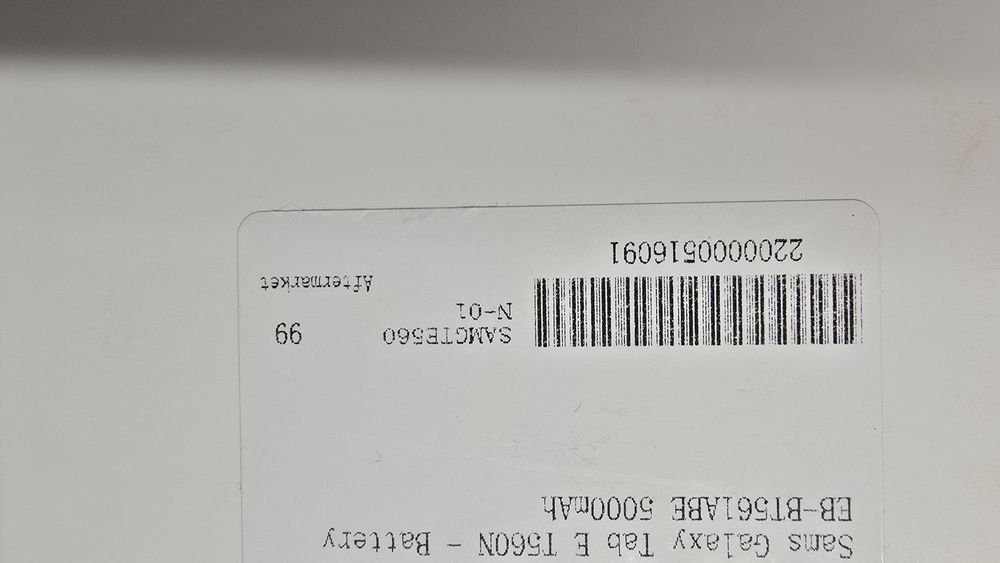 Sams Galaxy Tab E T560N - Battery
EB-BT561ABE 5000mAh
SAMGTE560
N-01
99
Aftermarket
2200000516091